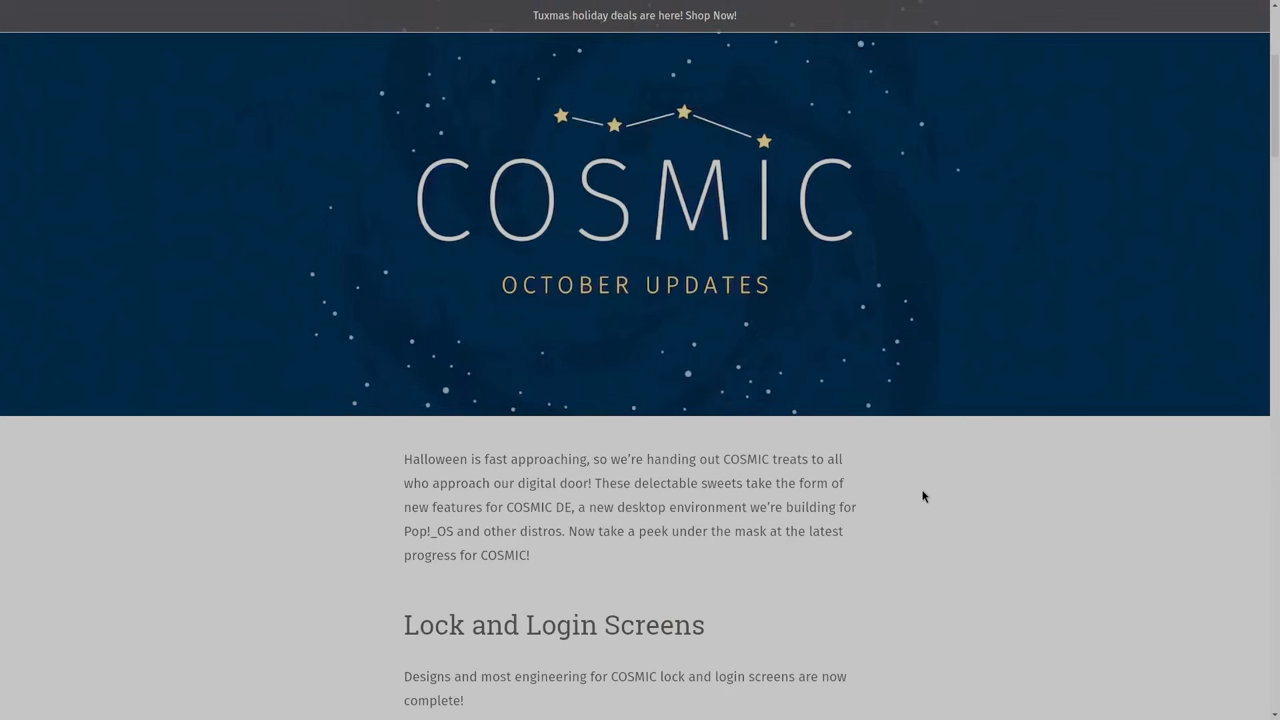 Tuxmas holiday deals are here! Shop Now!
COSMIC
OCTOBER UPDATES
Halloween is fast approaching, so we’re handing out COSMIC treats to all
who approach our digital door! These delectable sweets take the form of
new features for COSMIC DE, a new desktop environment we’re building for
Pop!_OS and other distros. Now take a peek under the mask at the latest
progress for COSMIC!
Lock and Login Screens
Designs and most engineering for COSMIC lock and login screens are now
complete!